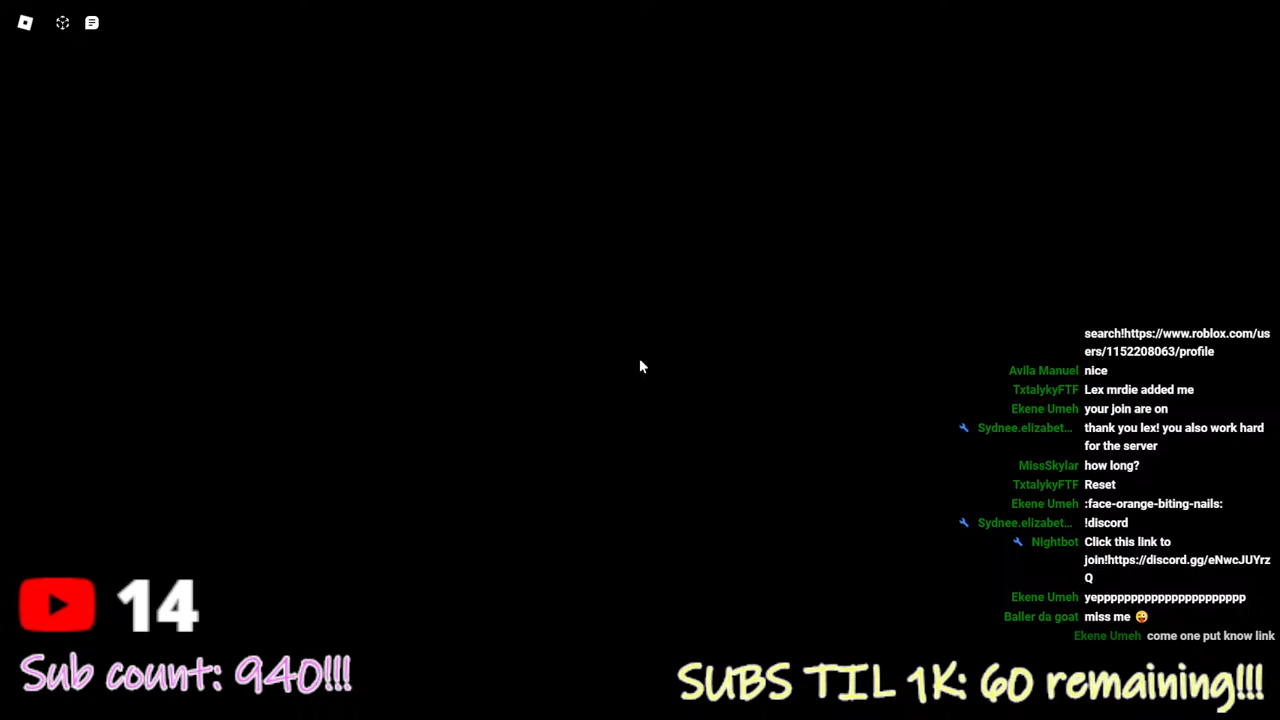 search!https://www.roblox.com/us
ers/1152208063/profile
Avila Manuel nice
TxtalykyFTF Lex mrdie added me
Ekene Umeh your join are on
Sydnee.elizabet... thank you lex! you also work hard
for the server
MissSkylar how long?
TxtalykyFTF Reset
Ekene Umeh :face-orange-biting-nails:
Sydnee.elizabet... !discord
Nightbot Click this link to
join!https://discord.gg/eNwcJUYrz
Q
Ekene Umeh yeppppppppppppppppppppp
Baller da goat miss me 😜
Ekene Umeh come one put know link
14
Sub count: 940!!!
SUBS TIL 1K: 60 remaining!!!